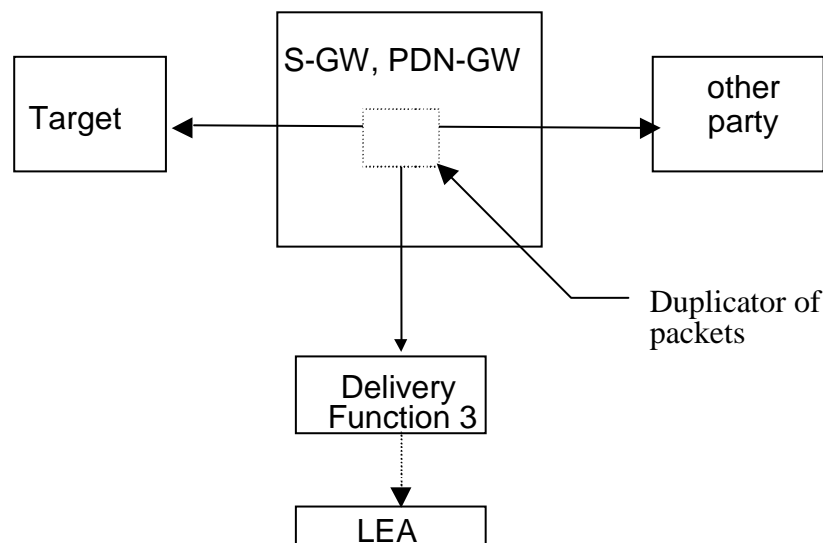 S-GW, PDN-GW
Target
other
party
Duplicator of
packets
Delivery
Function 3
LEA